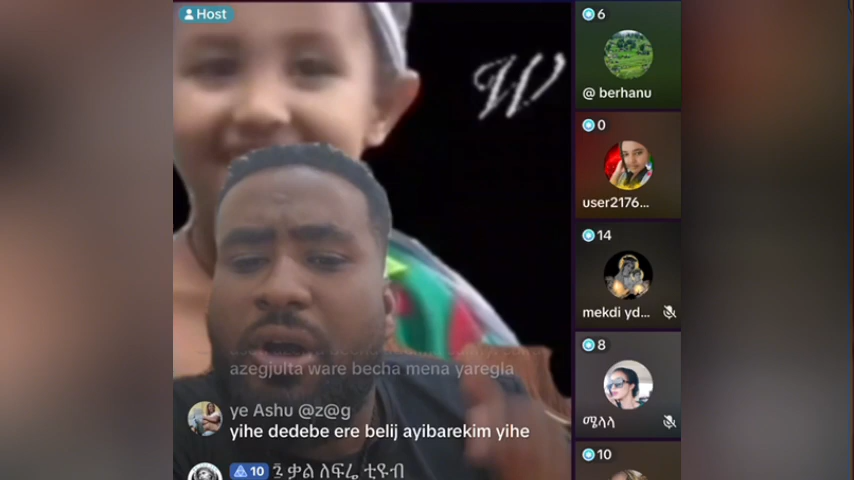 Host
W
6
@ berhanu
0
user2176...
14
mekdi yd...
8
ሜላላ
10
azegjulta ware becha mena yaregla
ye Ashu @z@g
yihe dedebe ere belij ayibarekim yihe
10 ፯ ቃል ለፍሬ ቲዩብ